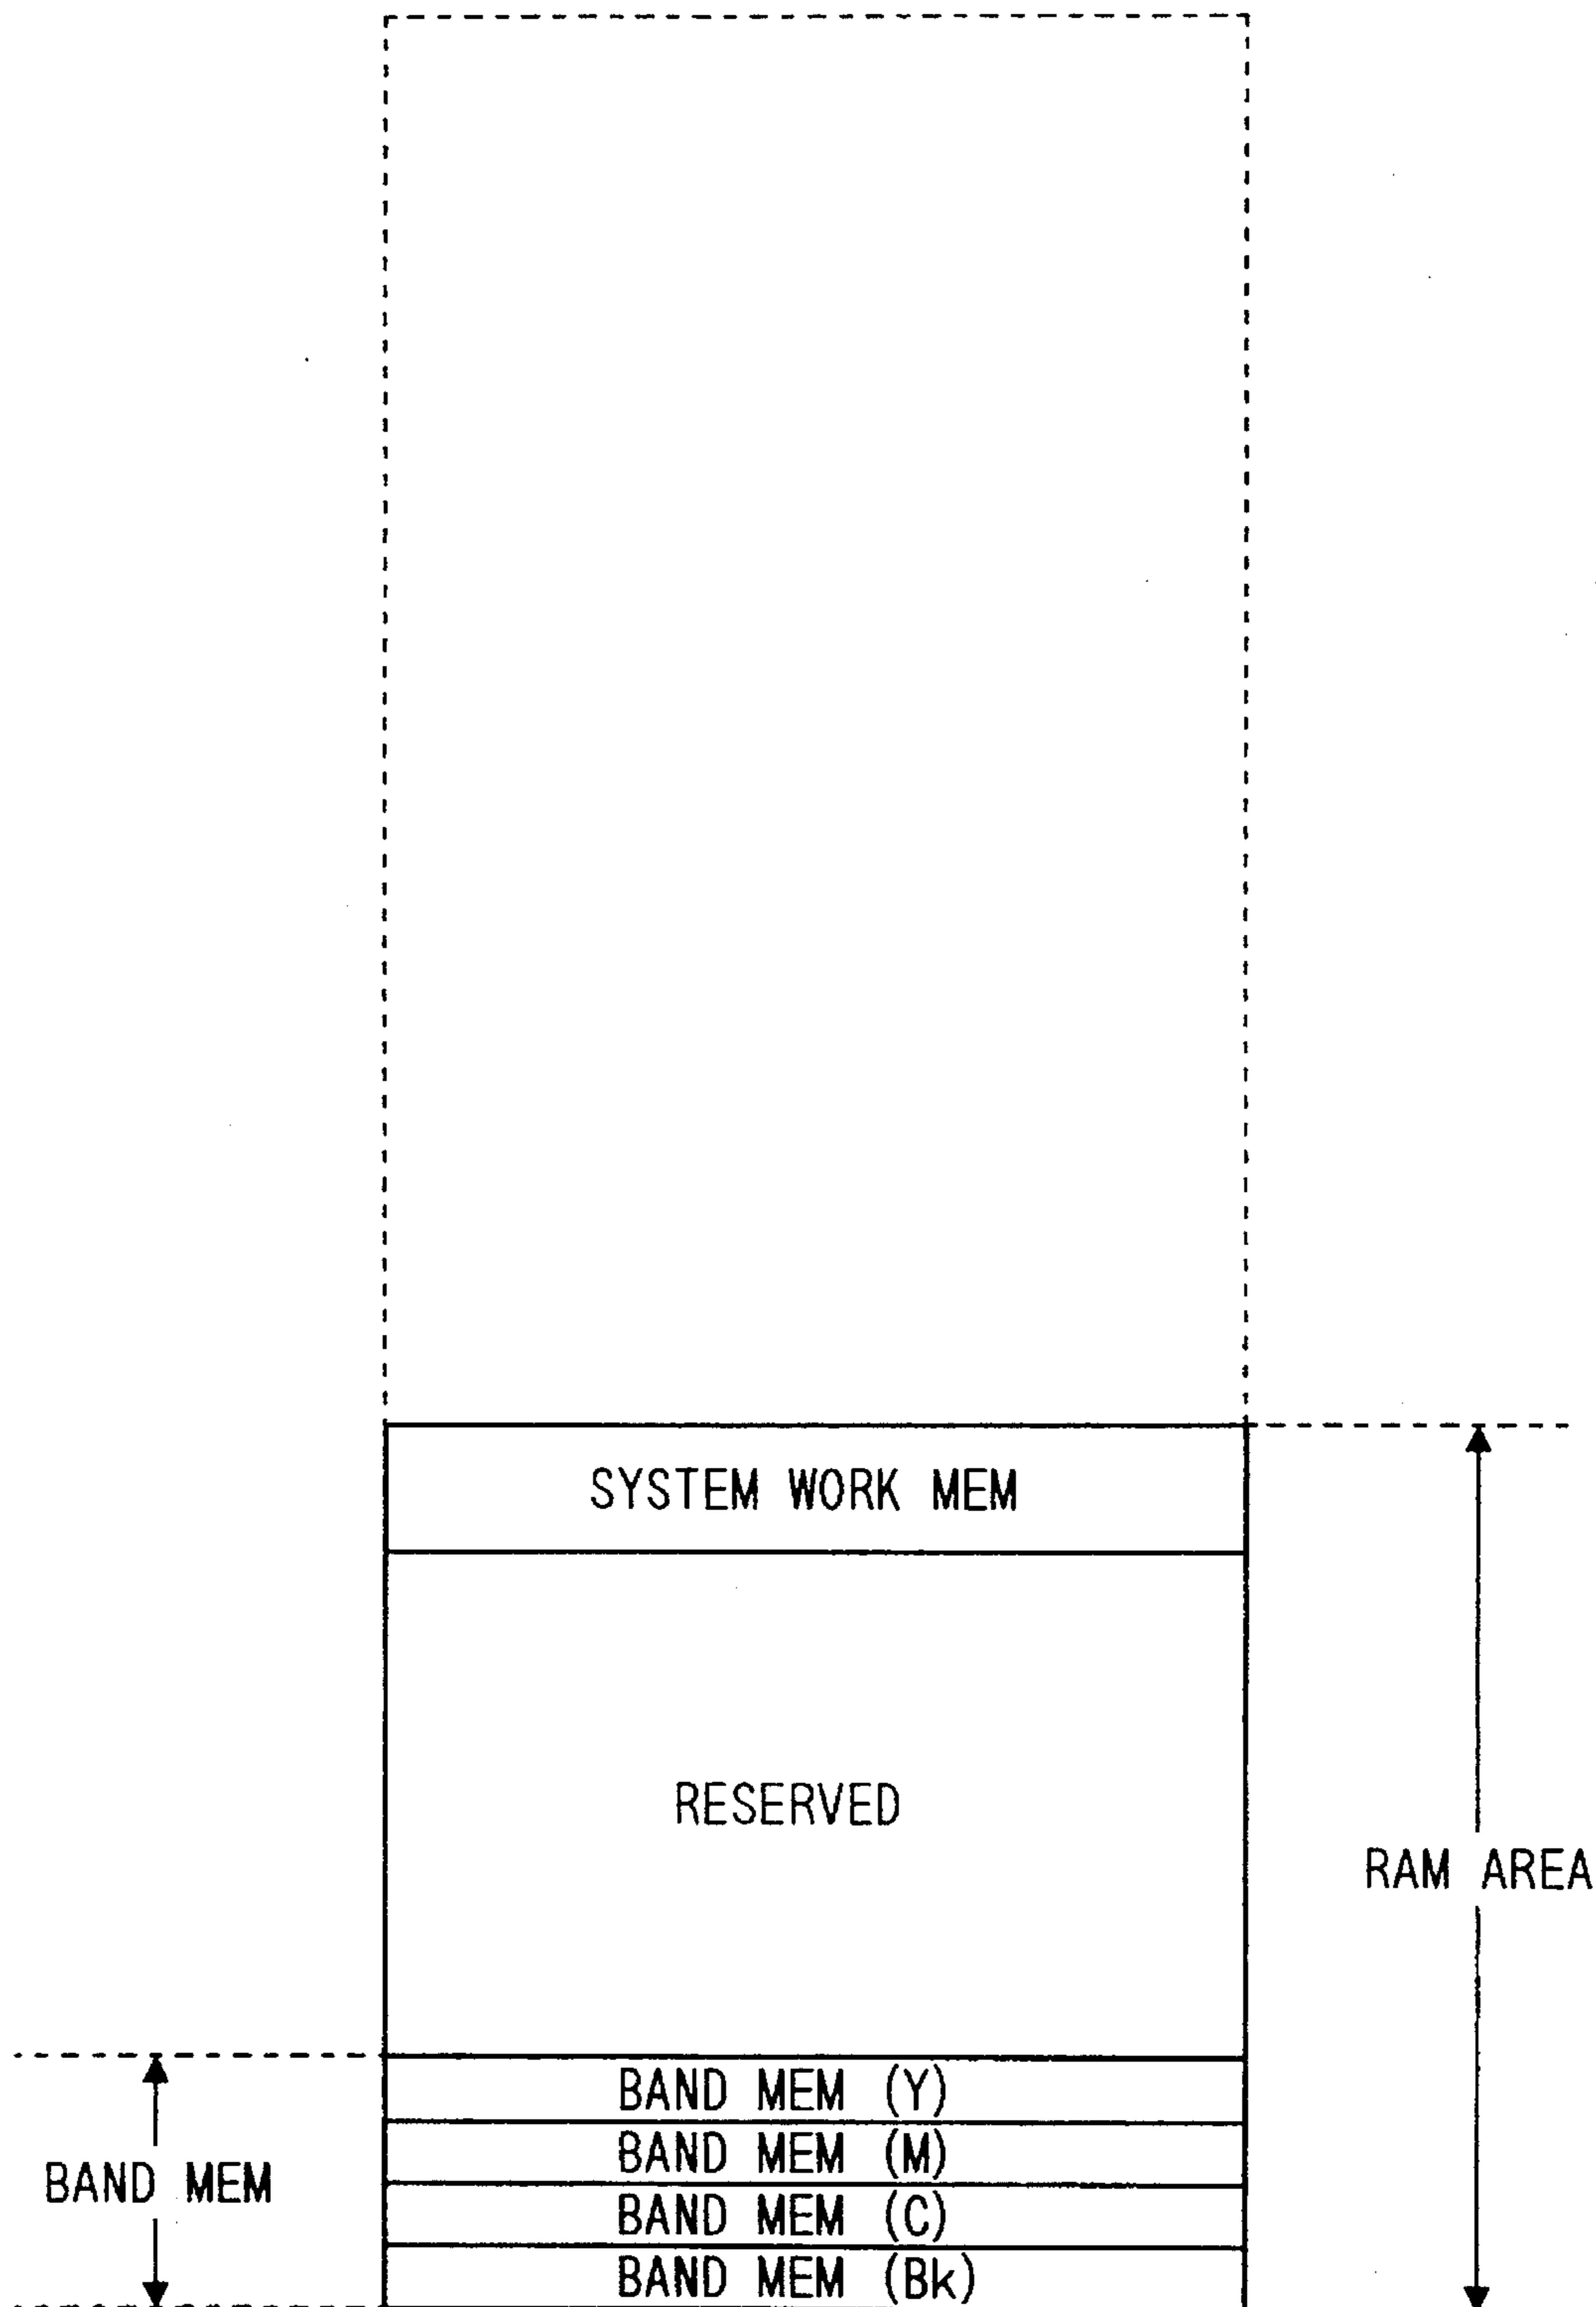 SYSTEM WORK MEM
RESERVED
RAM AREA
BAND MEM (Y)
BAND MEM (M)
BAND MEM
BAND MEM (C)
BAND MEM (Bk)